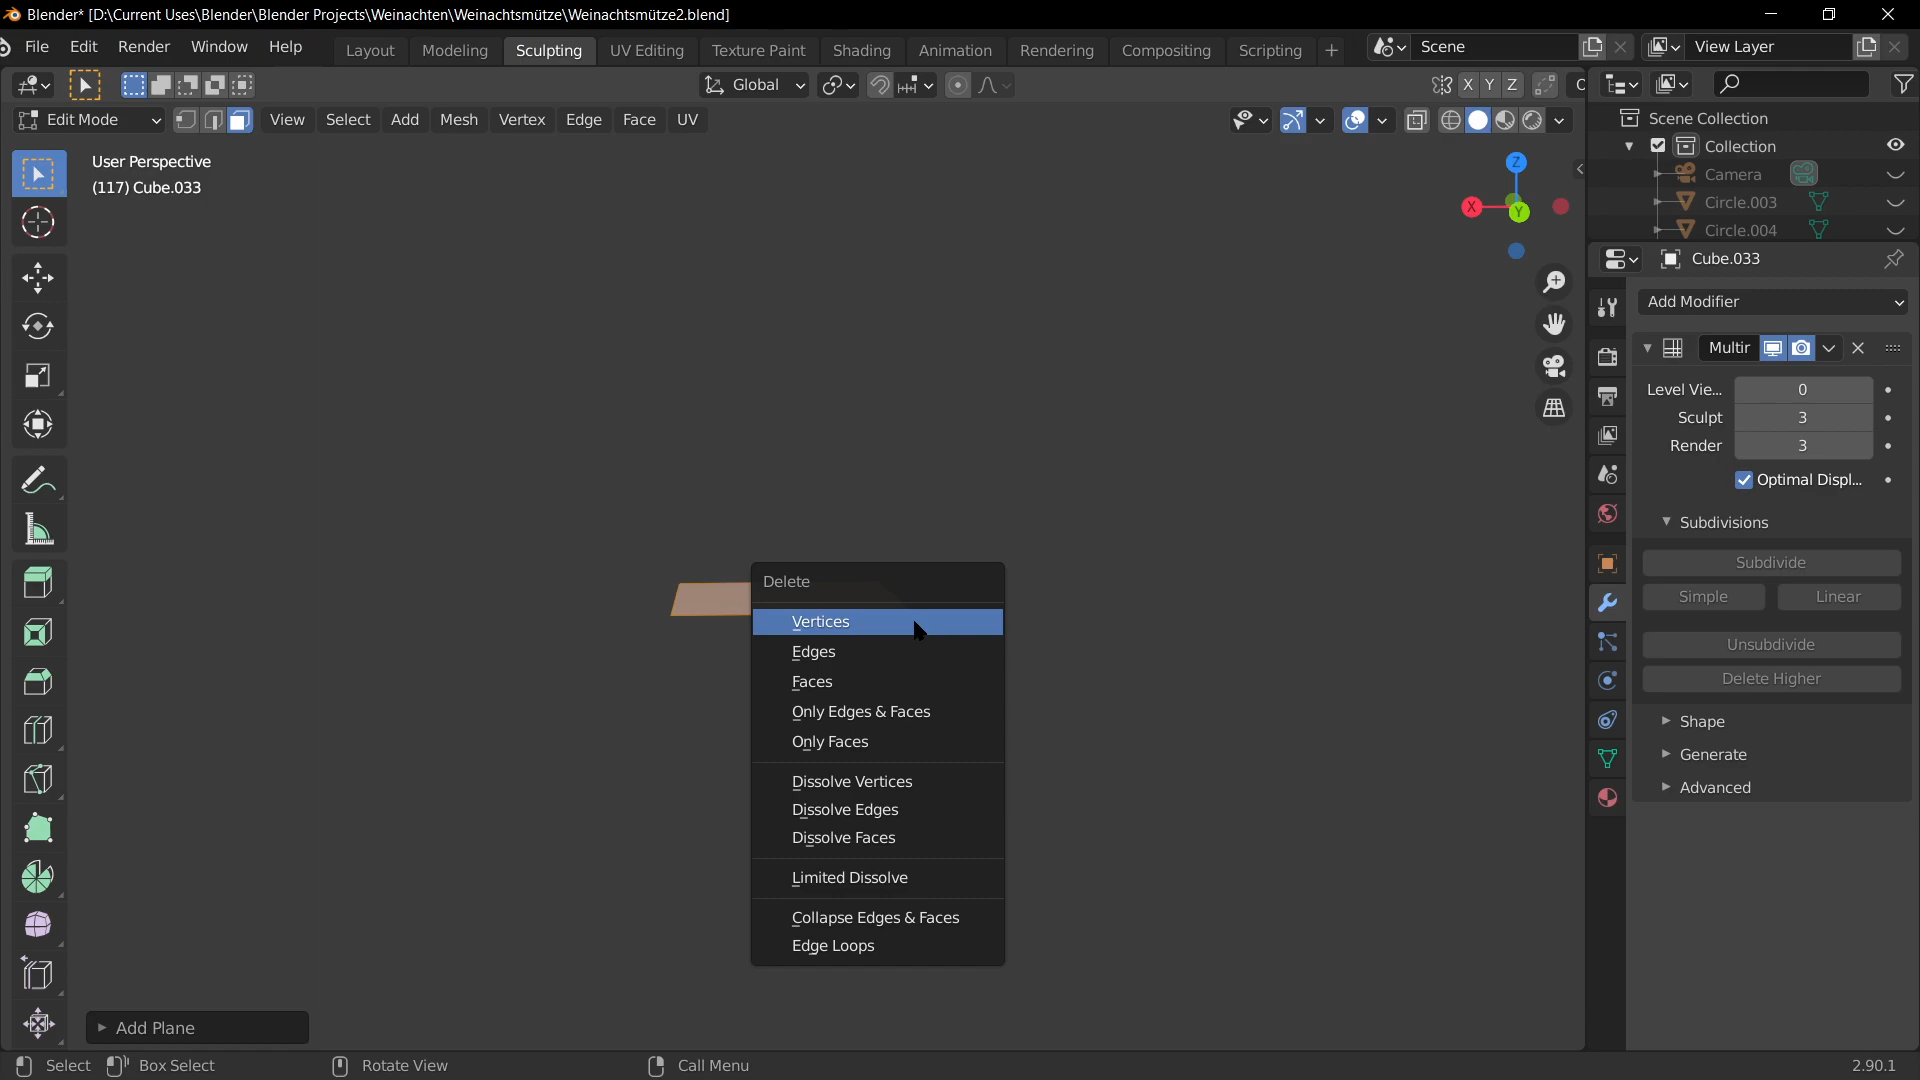 Blender* [D:\Current Uses\Blender\Blender Projects\Weinachten\Weinachtsmütze\Weinachtsmütze2.blend]
File Edit Render Window Help Layout Modeling Sculpting UV Editing Texture Paint Shading Animation Rendering Compositing Scripting + Scene View Layer
Global X Y Z
Edit Mode View Select Add Mesh Vertex Edge Face UV
User Perspective
(117) Cube.033
Z
X
Y
Scene Collection
Collection
Camera
Circle.003
Circle.004
Cube.033
Add Modifier
Multir
Level Vie... 0
Sculpt 3
Render 3
Optimal Displ...
Subdivisions
Subdivide
Simple Linear
Unsubdivide
Delete Higher
Shape
Generate
Advanced
Delete
Vertices
Edges
Faces
Only Edges & Faces
Only Faces
Dissolve Vertices
Dissolve Edges
Dissolve Faces
Limited Dissolve
Collapse Edges & Faces
Edge Loops
Add Plane
Select Box Select Rotate View Call Menu 2.90.1